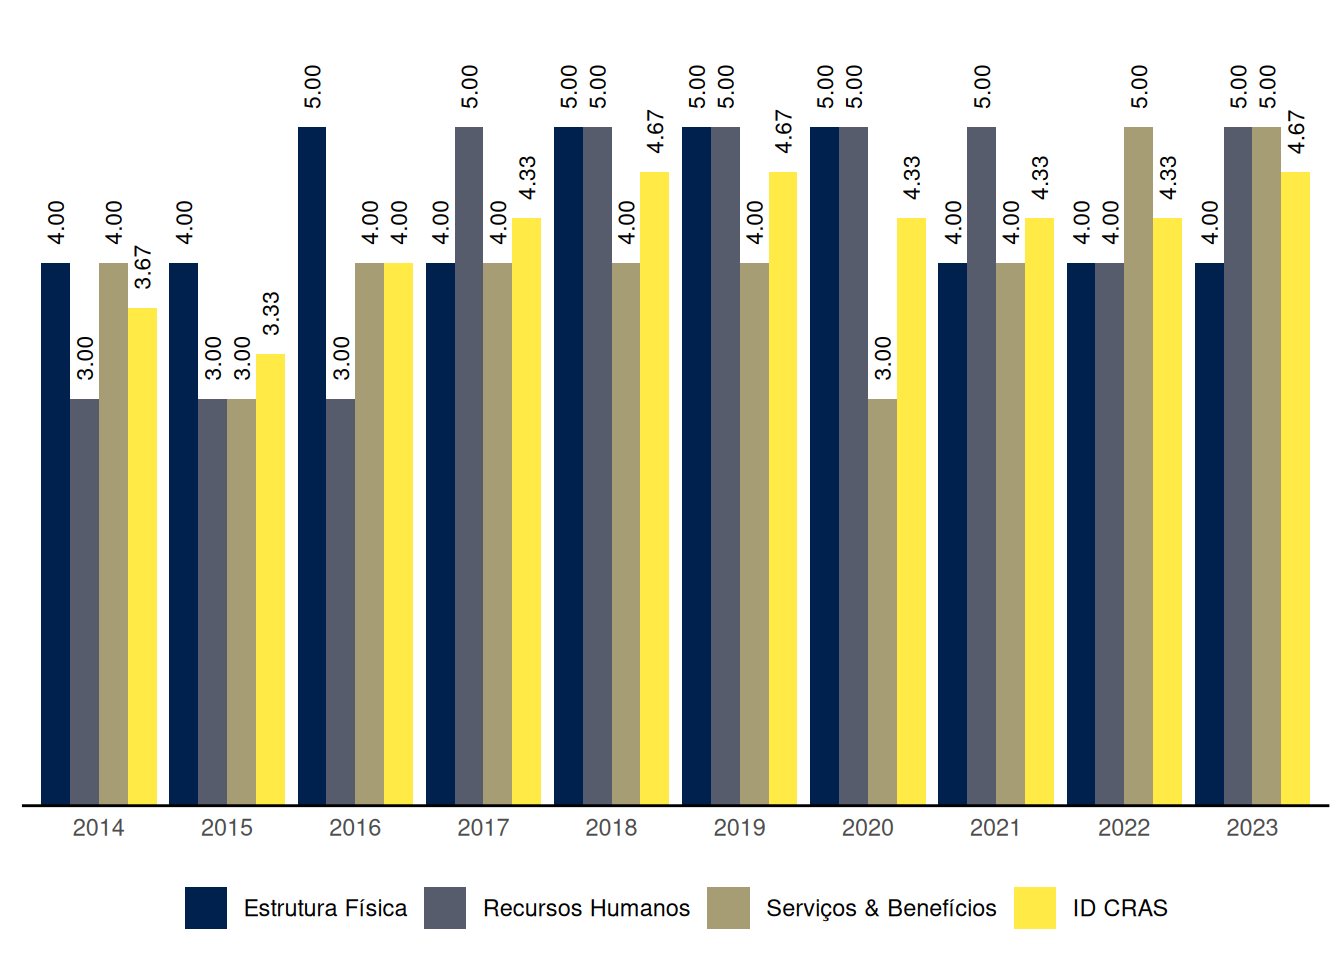 4.00 3.00 4.00 3.67
4.00 3.00 3.00 3.33
5.00 3.00 4.00 4.00
4.00 5.00 4.00 4.33
5.00 5.00 4.00 4.67
5.00 5.00 4.00 4.67
5.00 5.00 3.00 4.33
4.00 5.00 4.00 4.33
4.00 4.00 5.00 4.33
4.00 5.00 5.00 4.67
2014 2015 2016 2017 2018 2019 2020 2021 2022 2023
Estrutura Física Recursos Humanos Serviços & Benefícios ID CRAS